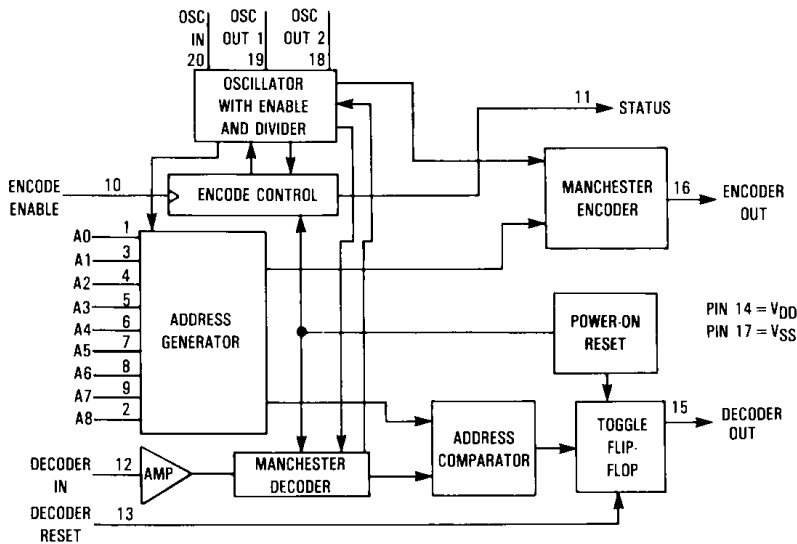 OSC IN 20
OSC OUT 1 19
OSC OUT 2 18
OSCILLATOR
WITH ENABLE
AND DIVIDER
11 STATUS
ENCODE ENABLE 10
ENCODE CONTROL
MANCHESTER
ENCODER
16 ENCODER OUT
A0 1
A1 3
A2 4
A3 5
A4 6
A5 7
A6 8
A7 9
A8 2
ADDRESS
GENERATOR
POWER-ON
RESET
PIN 14 = VDD
PIN 17 = VSS
DECODER IN 12
AMP
MANCHESTER
DECODER
ADDRESS
COMPARATOR
TOGGLE
FLIP-
FLOP
15 DECODER OUT
DECODER RESET 13